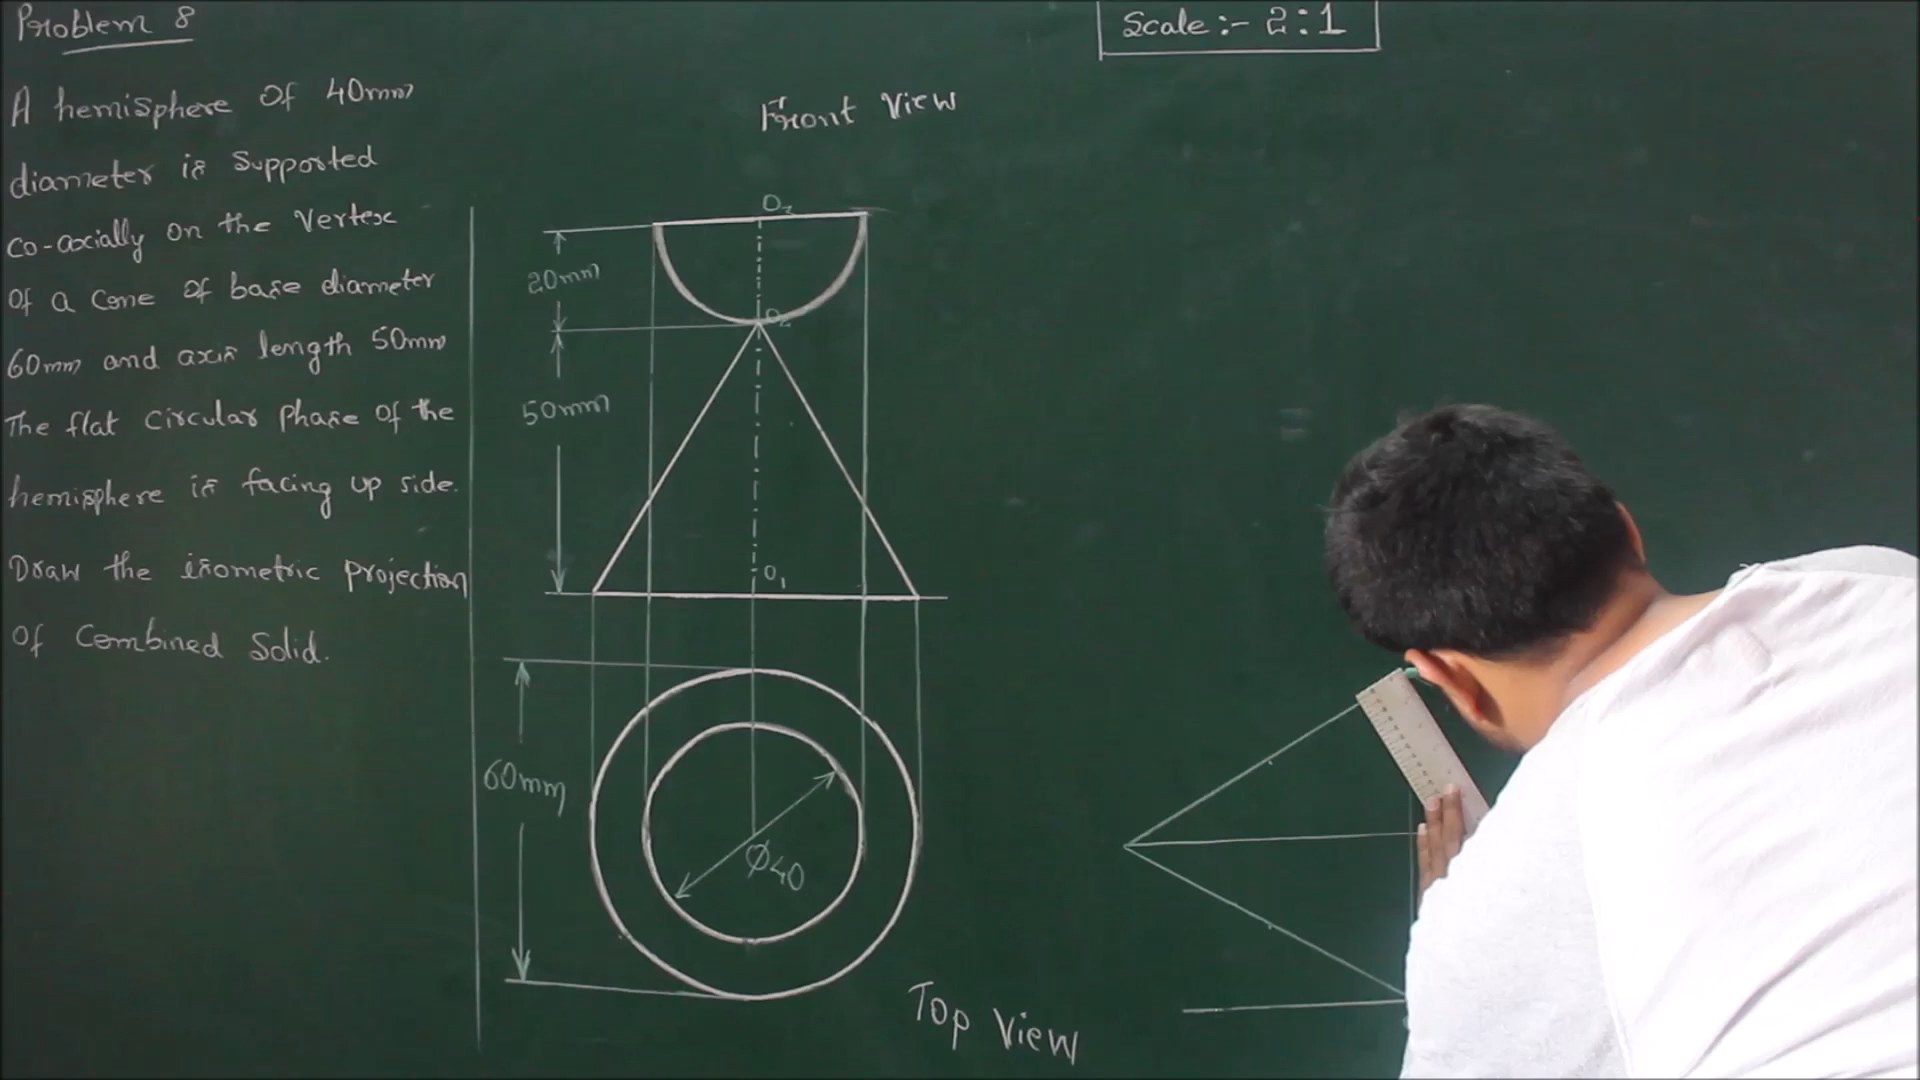 Problem 8
A hemisphere of 40mm
diameter is supported
co-axially on the vertex
of a cone of base diameter
60mm and axis length 50mm
The flat circular phase of the
hemisphere is facing up side.
Draw the isometric projection
of combined solid.
Scale :- 2:1
Front View
O3
20mm
O2
50mm
O1
60mm
Ø40
Top View